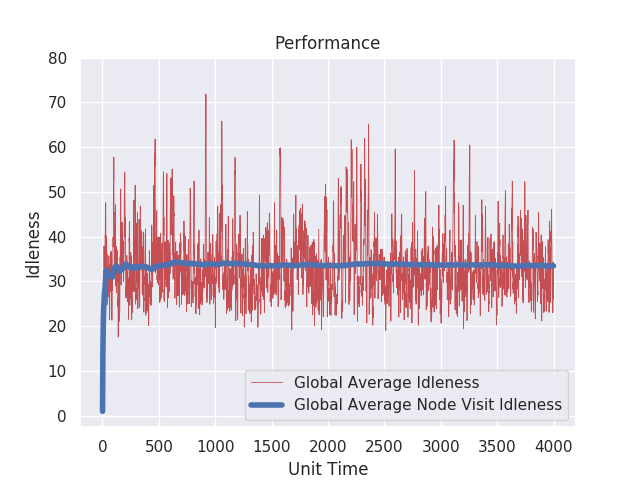 Performance
80
70
60
50
40
30
20
10
0
Idleness
Global Average Idleness
Global Average Node Visit Idleness
0 500 1000 1500 2000 2500 3000 3500 4000
Unit Time